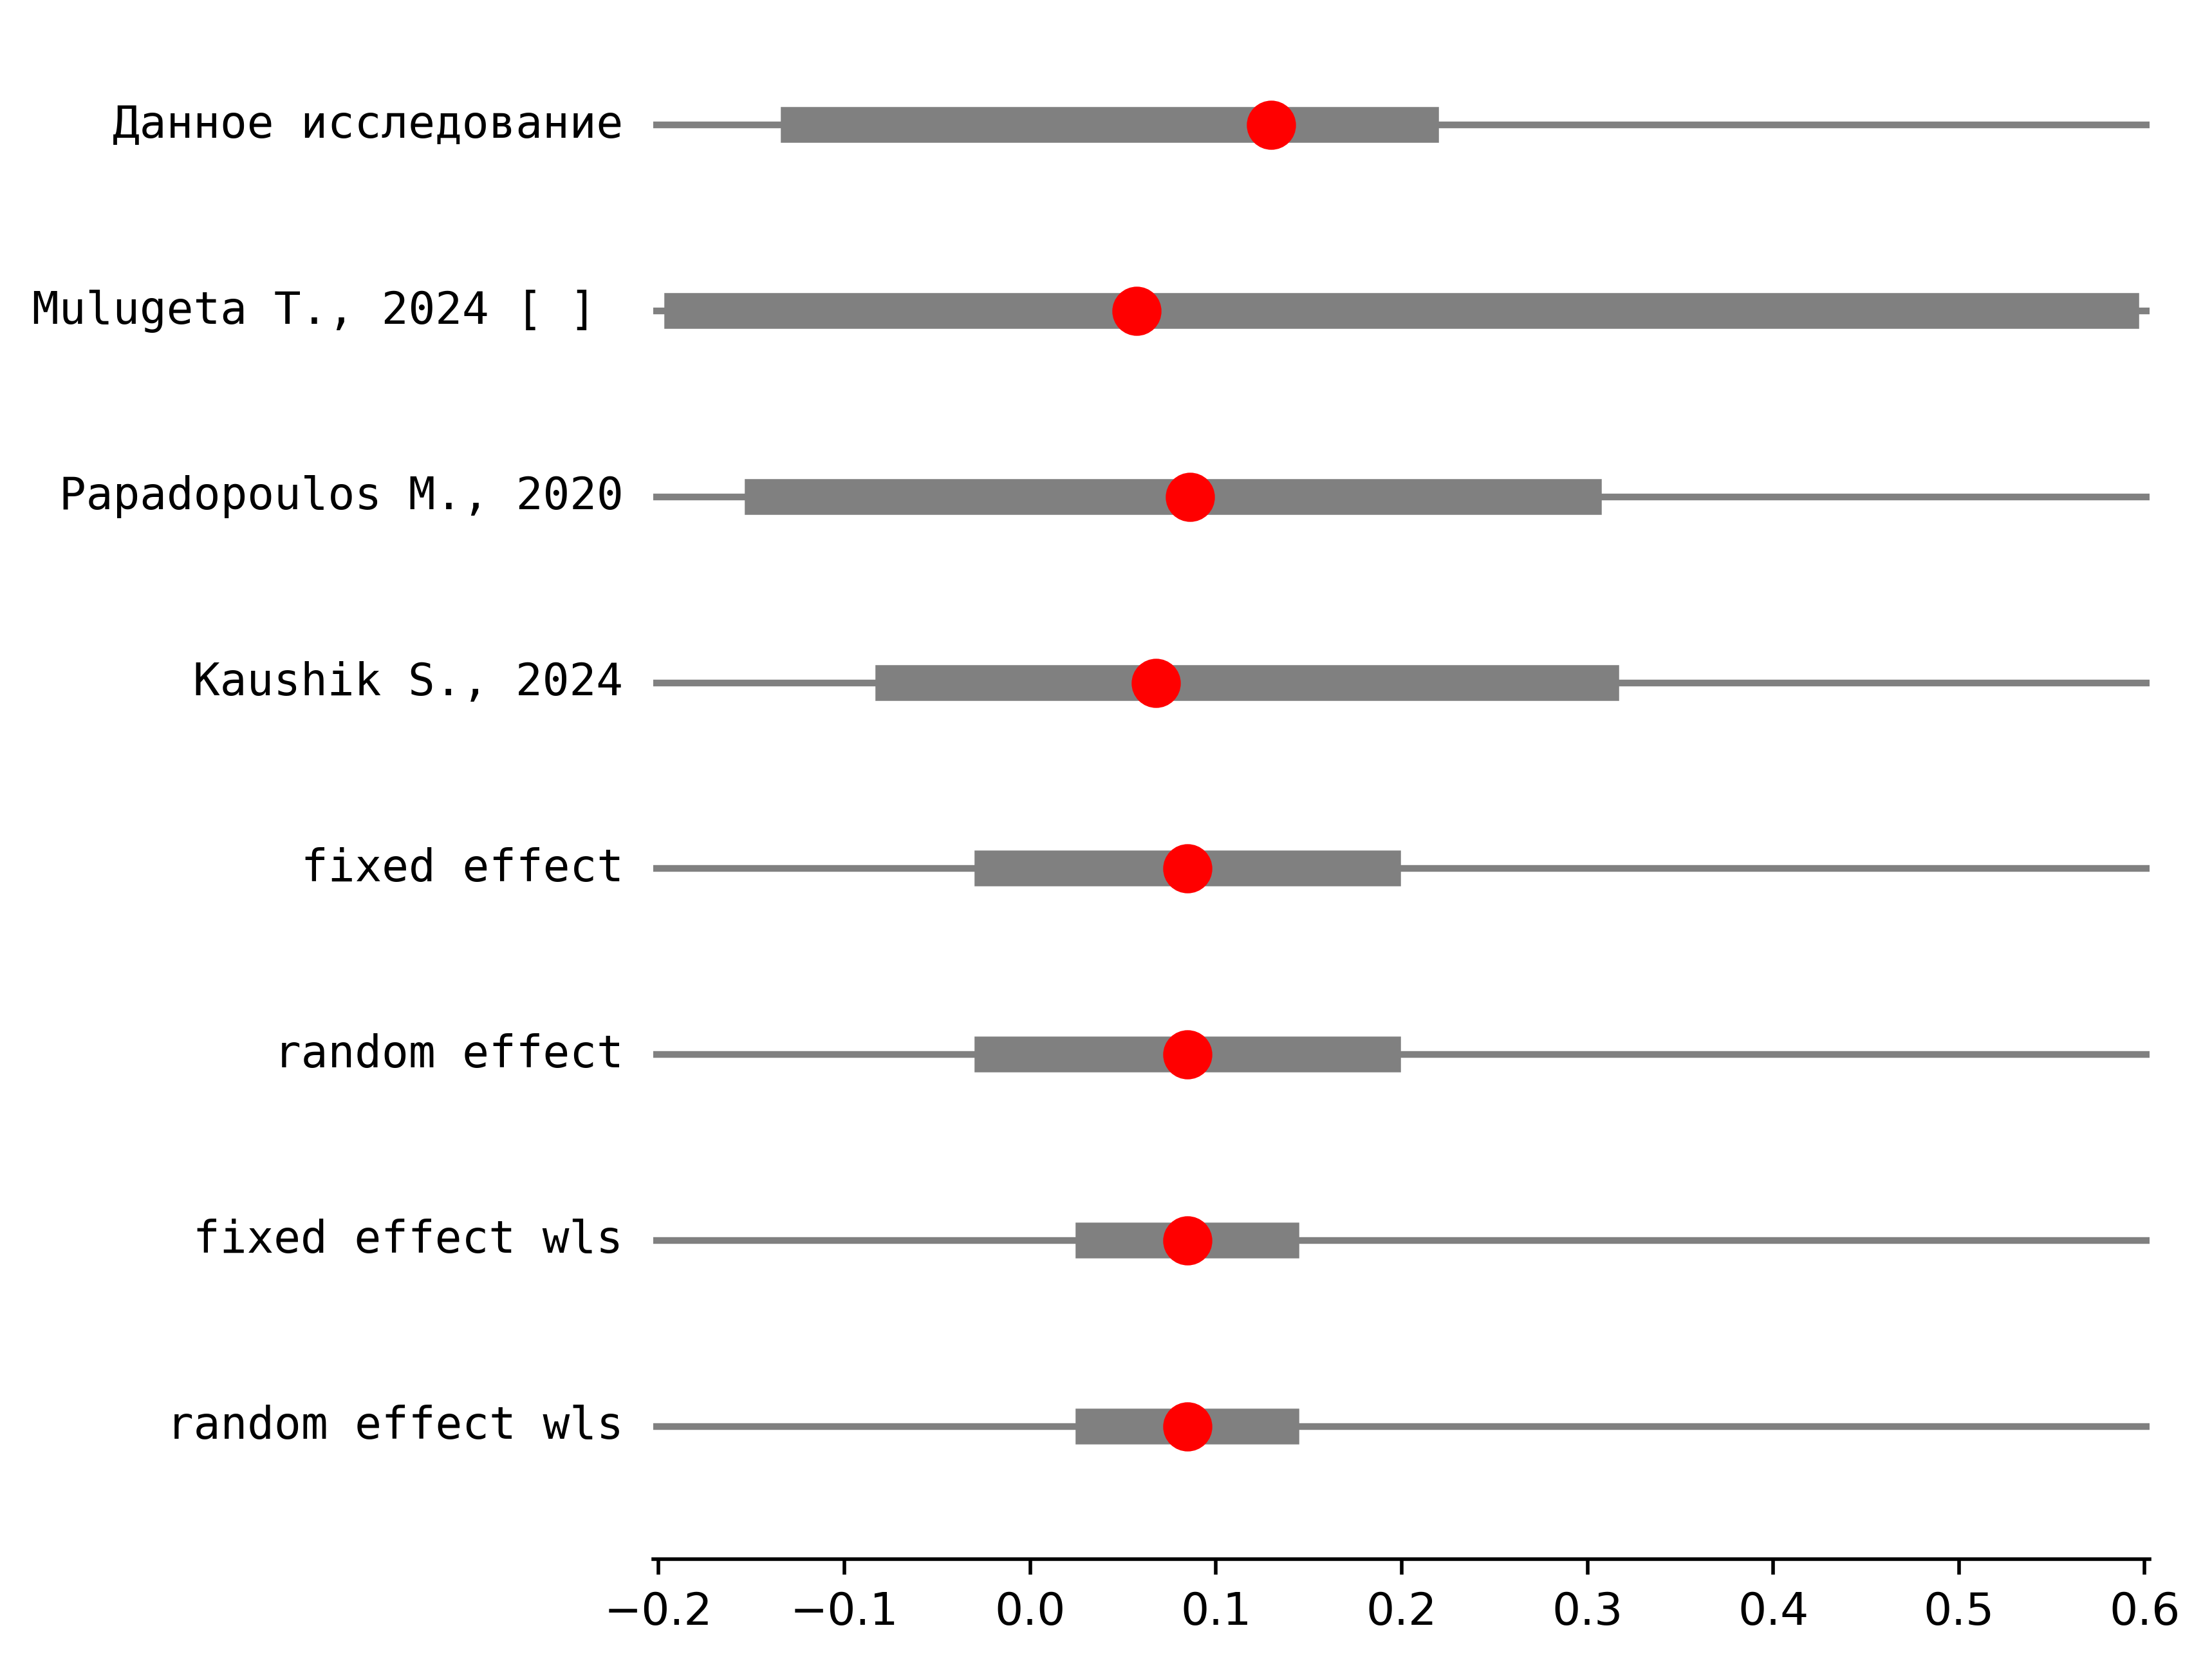 Данное исследование
Mulugeta T., 2024 [ ]
Papadopoulos M., 2020
Kaushik S., 2024
fixed effect
random effect
fixed effect wls
random effect wls
−0.2 −0.1 0.0 0.1 0.2 0.3 0.4 0.5 0.6